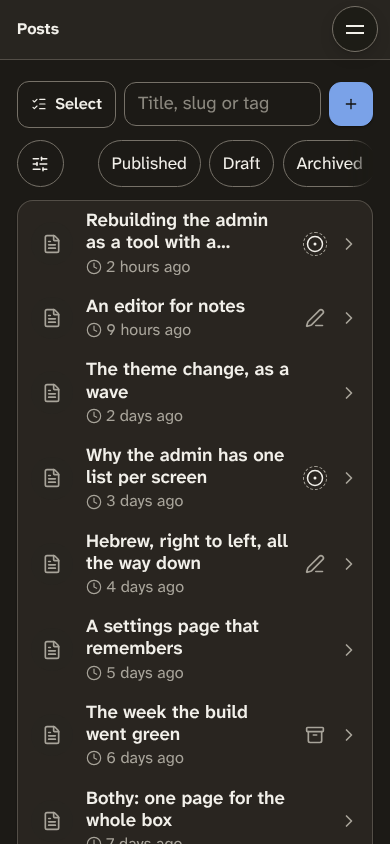 Posts
Select
Title, slug or tag
Published
Draft
Archived
Rebuilding the admin
as a tool with a...
2 hours ago
An editor for notes
9 hours ago
The theme change, as a
wave
2 days ago
Why the admin has one
list per screen
3 days ago
Hebrew, right to left, all
the way down
4 days ago
A settings page that
remembers
5 days ago
The week the build
went green
6 days ago
Bothy: one page for the
whole box
7 days ago